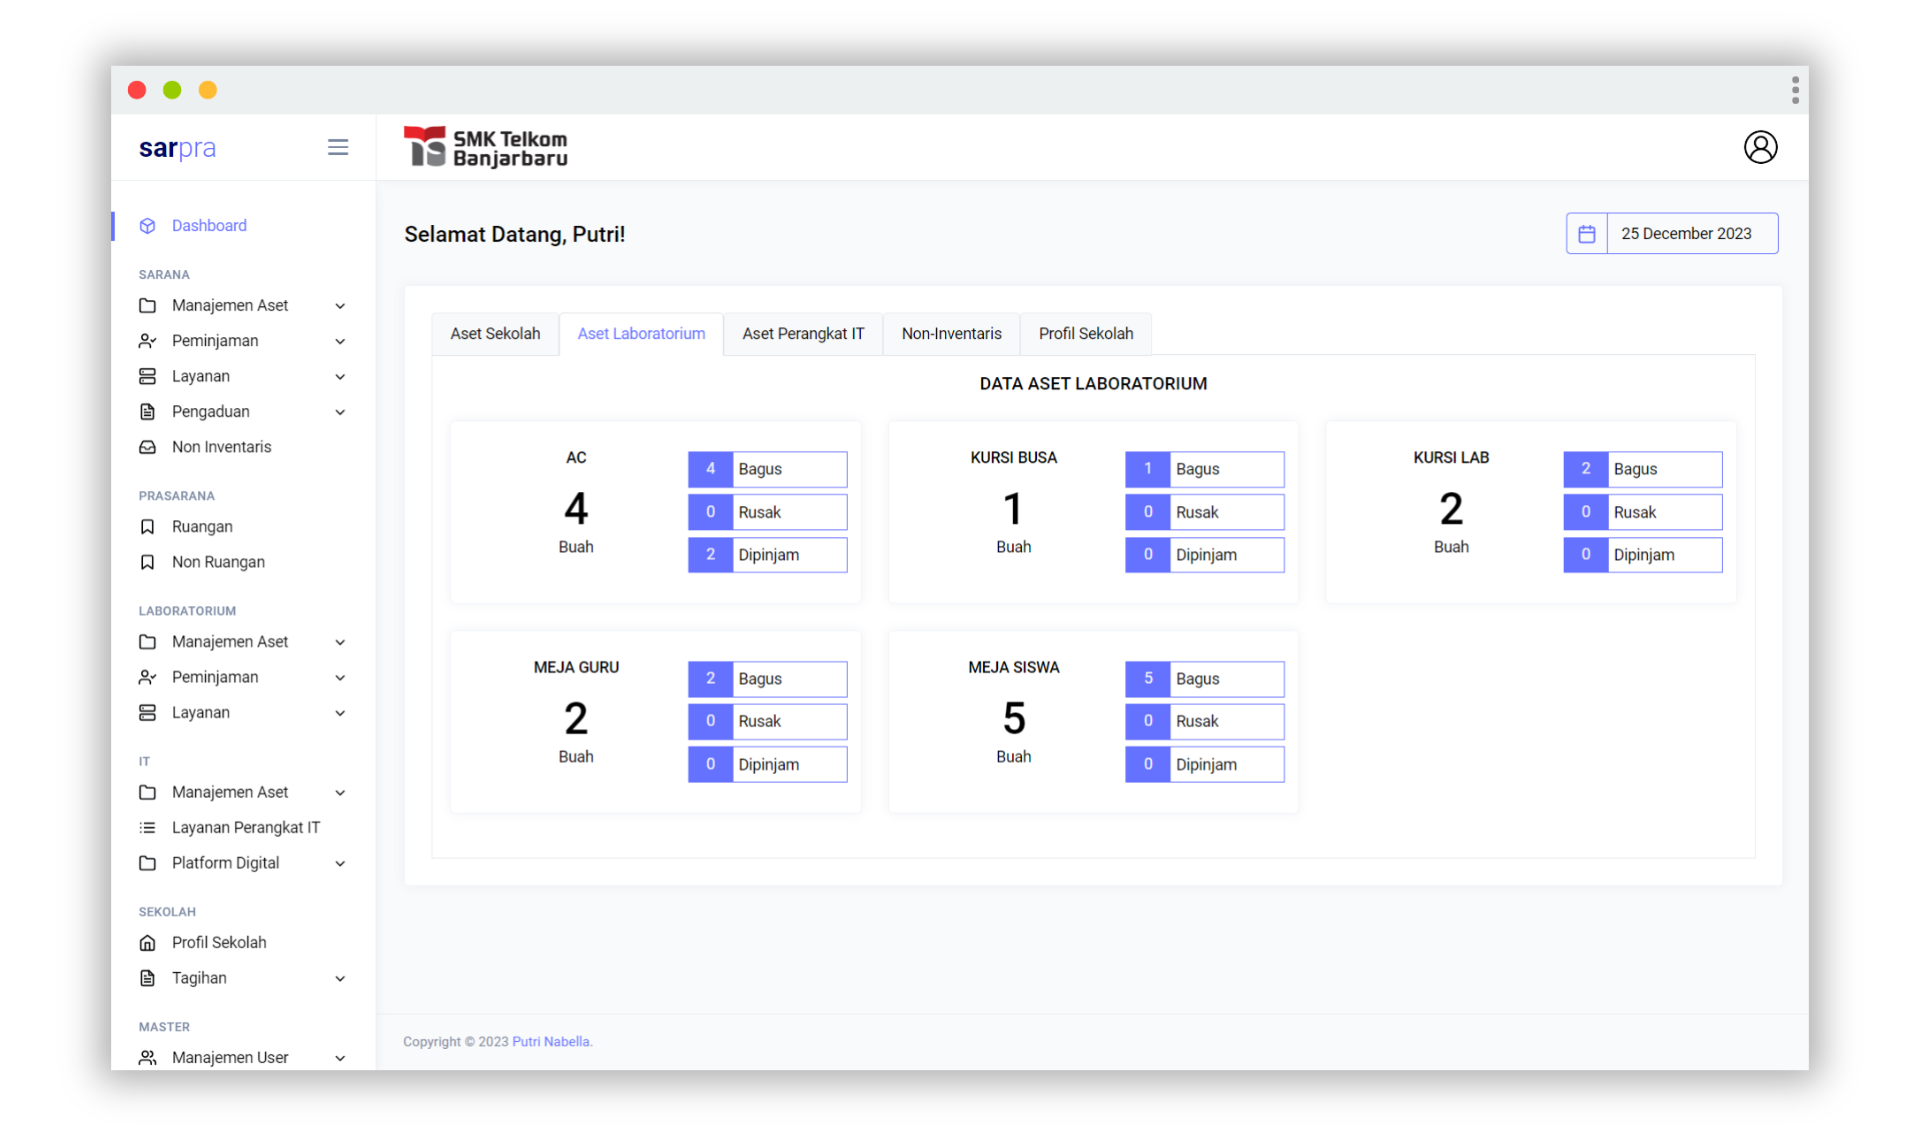 sarpra
SMK Telkom
Banjarbaru
Dashboard
SARANA
Manajemen Aset
Peminjaman
Layanan
Pengaduan
Non Inventaris
PRASARANA
Ruangan
Non Ruangan
LABORATORIUM
Manajemen Aset
Peminjaman
Layanan
IT
Manajemen Aset
Layanan Perangkat IT
Platform Digital
SEKOLAH
Profil Sekolah
Tagihan
MASTER
Manajemen User
Selamat Datang, Putri!
25 December 2023
Aset Sekolah
Aset Laboratorium
Aset Perangkat IT
Non-Inventaris
Profil Sekolah
DATA ASET LABORATORIUM
AC
4
Buah
4 Bagus
0 Rusak
2 Dipinjam
KURSI BUSA
1
Buah
1 Bagus
0 Rusak
0 Dipinjam
KURSI LAB
2
Buah
2 Bagus
0 Rusak
0 Dipinjam
MEJA GURU
2
Buah
2 Bagus
0 Rusak
0 Dipinjam
MEJA SISWA
5
Buah
5 Bagus
0 Rusak
0 Dipinjam
Copyright © 2023 Putri Nabella.